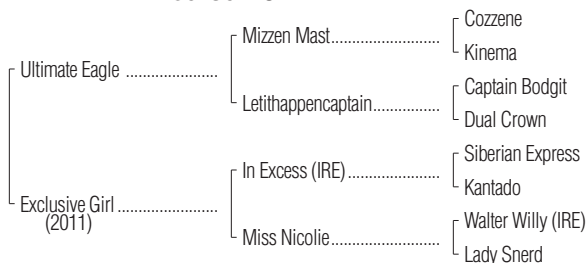 Cozzene
Mizzen Mast
Kinema
Ultimate Eagle
Captain Bodgit
Letithappencaptain
Dual Crown
Siberian Express
In Excess (IRE)
Kantado
Exclusive Girl
(2011)
Walter Willy (IRE)
Miss Nicolie
Lady Snerd